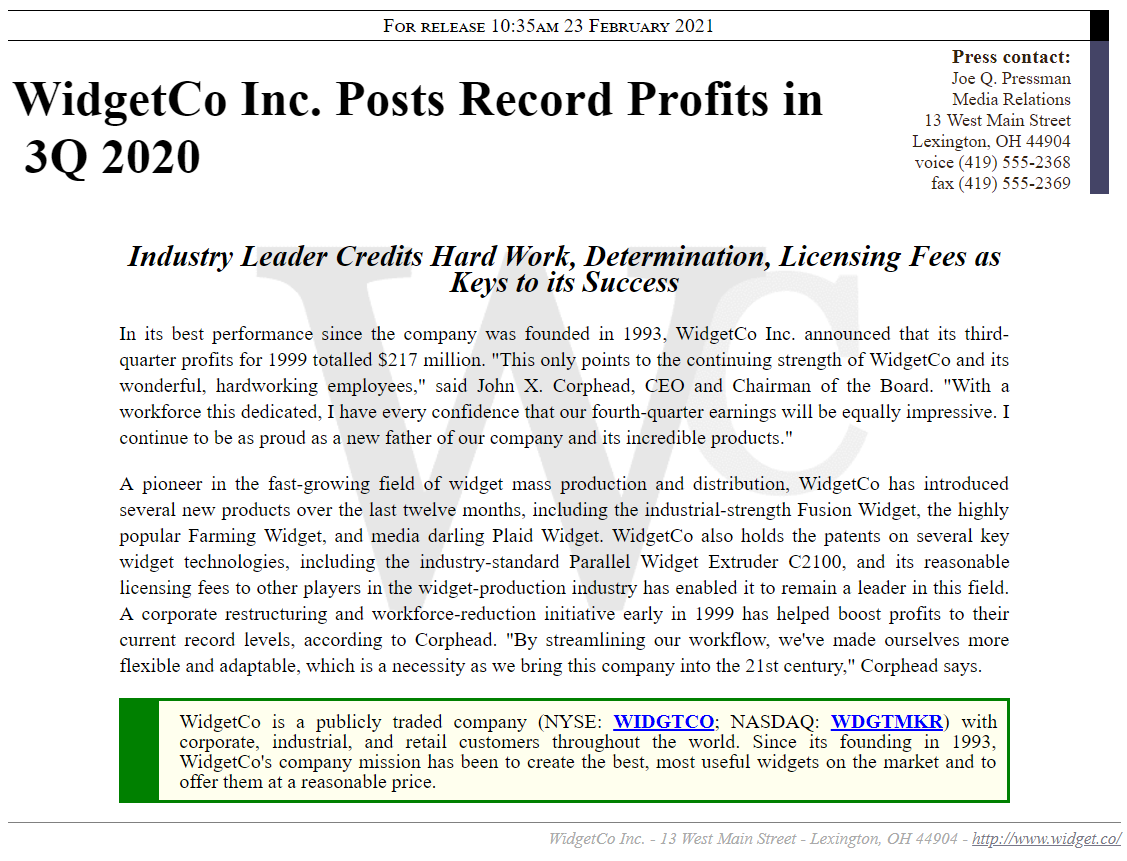 For release 10:35am 23 February 2021
Press contact:
Joe Q. Pressman
Media Relations
13 West Main Street
Lexington, OH 44904
voice (419) 555-2368
fax (419) 555-2369
WidgetCo Inc. Posts Record Profits in
3Q 2020
Industry Leader Credits Hard Work, Determination, Licensing Fees as
Keys to its Success
WC
In its best performance since the company was founded in 1993, WidgetCo Inc. announced that its third-
quarter profits for 1999 totalled $217 million. "This only points to the continuing strength of WidgetCo and its
wonderful, hardworking employees," said John X. Corphead, CEO and Chairman of the Board. "With a
workforce this dedicated, I have every confidence that our fourth-quarter earnings will be equally impressive. I
continue to be as proud as a new father of our company and its incredible products."
A pioneer in the fast-growing field of widget mass production and distribution, WidgetCo has introduced
several new products over the last twelve months, including the industrial-strength Fusion Widget, the highly
popular Farming Widget, and media darling Plaid Widget. WidgetCo also holds the patents on several key
widget technologies, including the industry-standard Parallel Widget Extruder C2100, and its reasonable
licensing fees to other players in the widget-production industry has enabled it to remain a leader in this field.
A corporate restructuring and workforce-reduction initiative early in 1999 has helped boost profits to their
current record levels, according to Corphead. "By streamlining our workflow, we've made ourselves more
flexible and adaptable, which is a necessity as we bring this company into the 21st century," Corphead says.
WidgetCo is a publicly traded company (NYSE: WIDGTCO; NASDAQ: WDGTMKR) with
corporate, industrial, and retail customers throughout the world. Since its founding in 1993,
WidgetCo's company mission has been to create the best, most useful widgets on the market and to
offer them at a reasonable price.
WidgetCo Inc. - 13 West Main Street - Lexington, OH 44904 - http://www.widget.co/